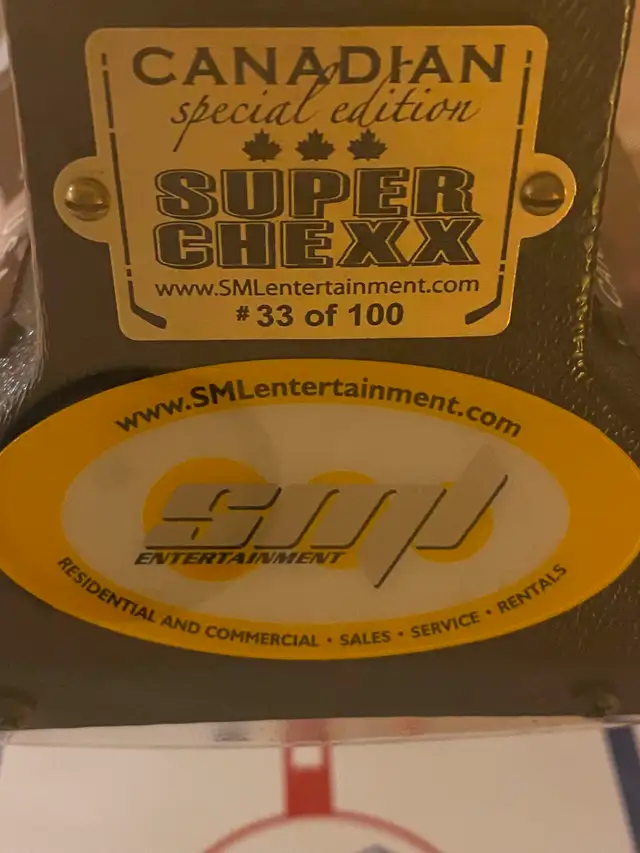 CANADIAN
special edition
SUPER
CHEXX
www.SMLentertainment.com
# 33 of 100
www.SMLentertainment.com
sml
ENTERTAINMENT
RESIDENTIAL AND COMMERCIAL • SALES • SERVICE • RENTALS